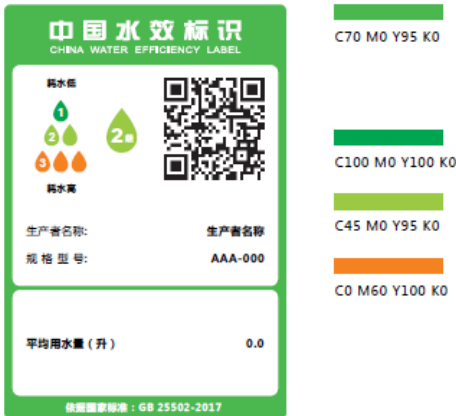 中国水效标识
CHINA WATER EFFICIENCY LABEL
耗水低
1
2
3
耗水高
2级
生产者名称: 生产者名称
规格型号: AAA-000
平均用水量(升) 0.0
依据国家标准:GB 25502-2017
C70 M0 Y95 K0
C100 M0 Y100 K0
C45 M0 Y95 K0
C0 M60 Y100 K0